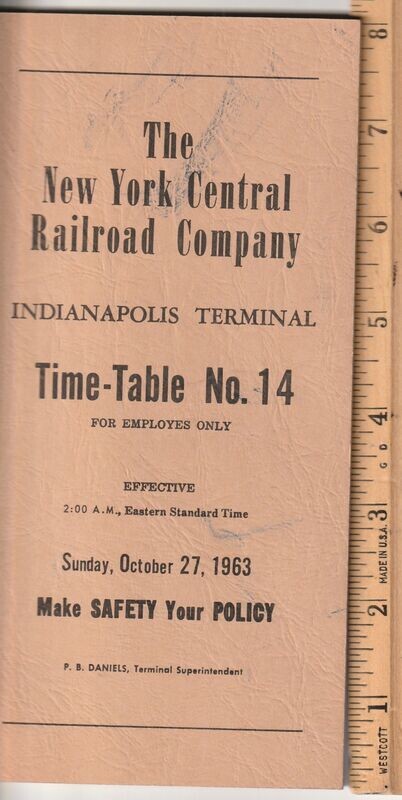 The
New York Central
Railroad Company
INDIANAPOLIS TERMINAL
Time-Table No. 14
FOR EMPLOYES ONLY
EFFECTIVE
2:00 A.M., Eastern Standard Time
Sunday, October 27, 1963
Make SAFETY Your POLICY
P. B. DANIELS, Terminal Superintendent
8
7
6
5
4
G D
3
MADE IN U.S.A.
2
1
WESTCOTT